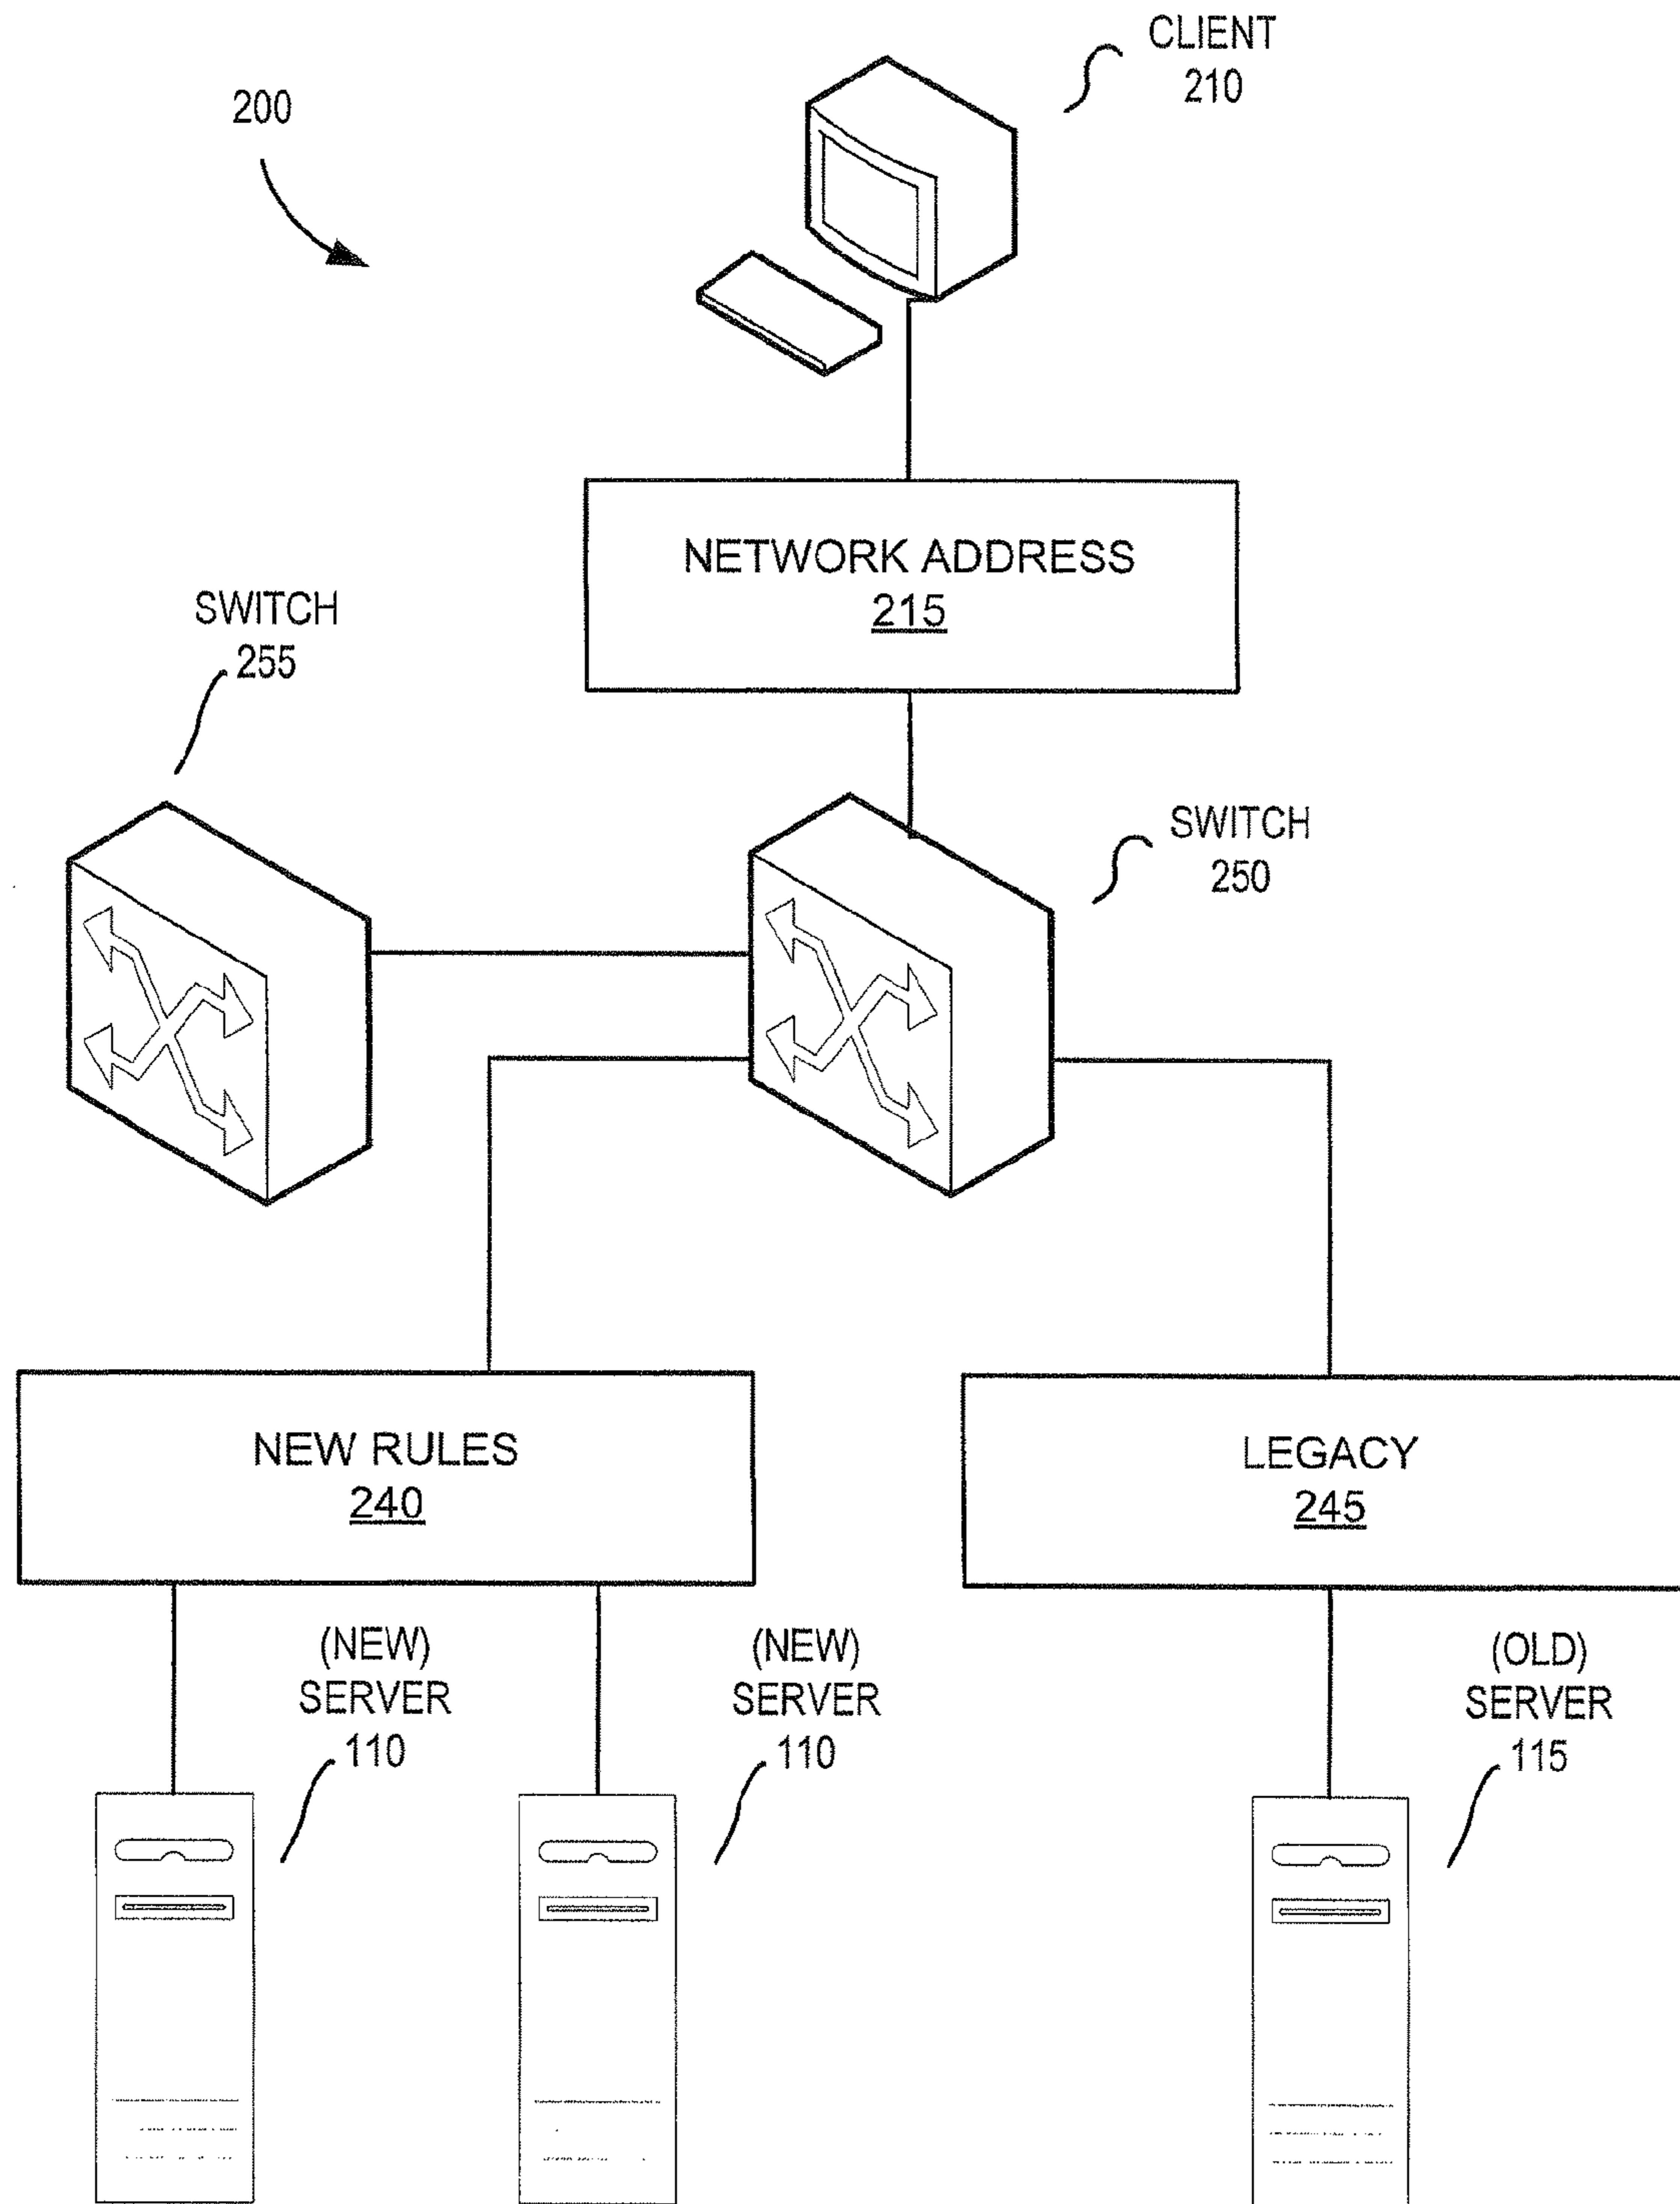 CLIENT
210
200
NETWORK ADDRESS
215
SWITCH
255
SWITCH
250
NEW RULES
240
LEGACY
245
(NEW)
SERVER
110
(NEW)
SERVER
110
(OLD)
SERVER
115